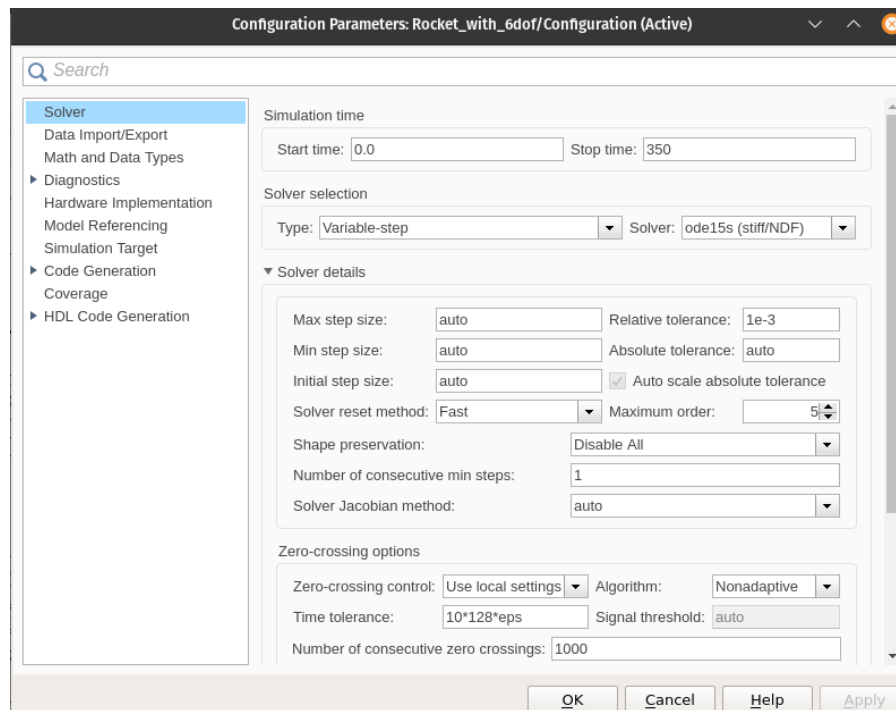 Configuration Parameters: Rocket_with_6dof/Configuration (Active)
Search
Solver
Data Import/Export
Math and Data Types
Diagnostics
Hardware Implementation
Model Referencing
Simulation Target
Code Generation
Coverage
HDL Code Generation
Simulation time
Start time: 0.0 Stop time: 350
Solver selection
Type: Variable-step Solver: ode15s (stiff/NDF)
Solver details
Max step size: auto Relative tolerance: 1e-3
Min step size: auto Absolute tolerance: auto
Initial step size: auto Auto scale absolute tolerance
Solver reset method: Fast Maximum order: 5
Shape preservation: Disable All
Number of consecutive min steps: 1
Solver Jacobian method: auto
Zero-crossing options
Zero-crossing control: Use local settings Algorithm: Nonadaptive
Time tolerance: 10*128*eps Signal threshold: auto
Number of consecutive zero crossings: 1000
OK Cancel Help Apply